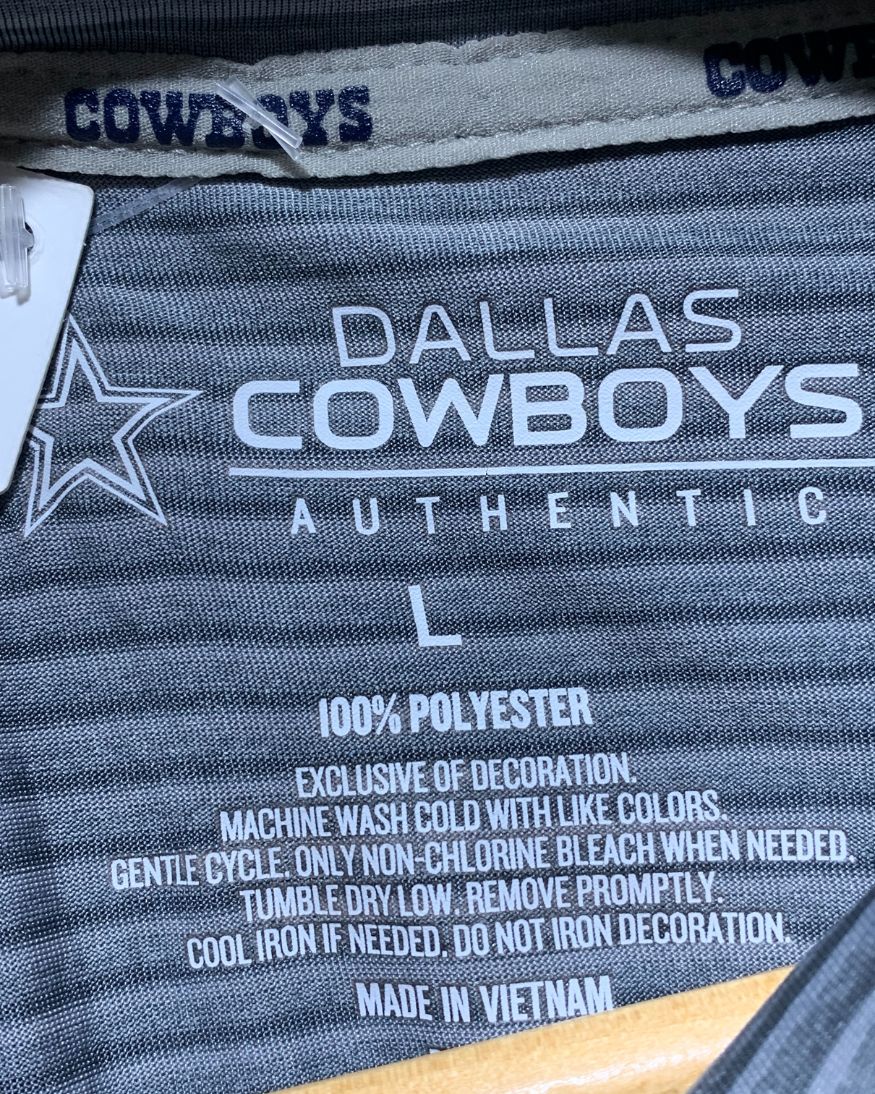 COWBOYS COWB
DALLAS
COWBOYS
AUTHENTIC
L
100% POLYESTER
EXCLUSIVE OF DECORATION.
MACHINE WASH COLD WITH LIKE COLORS.
GENTLE CYCLE. ONLY NON-CHLORINE BLEACH WHEN NEEDED.
TUMBLE DRY LOW. REMOVE PROMPTLY.
COOL IRON IF NEEDED. DO NOT IRON DECORATION.
MADE IN VIETNAM